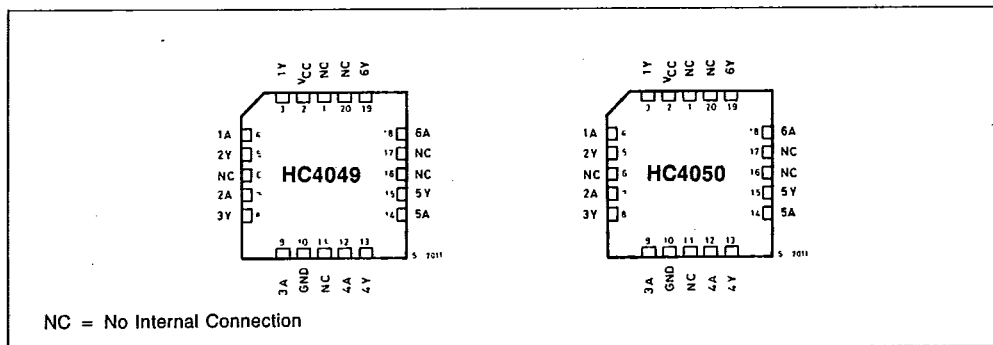 1Y VCC NC NC 6Y
3 2 1 20 19
1A 4
2Y 5
NC
2A
3Y 8
18 6A
17 NC
16 NC
15 5Y
14 5A
HC4049
9 10 11 12 13
3A GND NC 4A 4Y
S 7011
1Y VCC NC NC 6Y
3 2 1 20 19
1A 4
2Y 5
NC 6
2A
3Y 8
18 6A
17 NC
16 NC
15 5Y
14 5A
HC4050
9 10 11 12 13
3A GND NC 4A 4Y
S 7011
NC = No Internal Connection